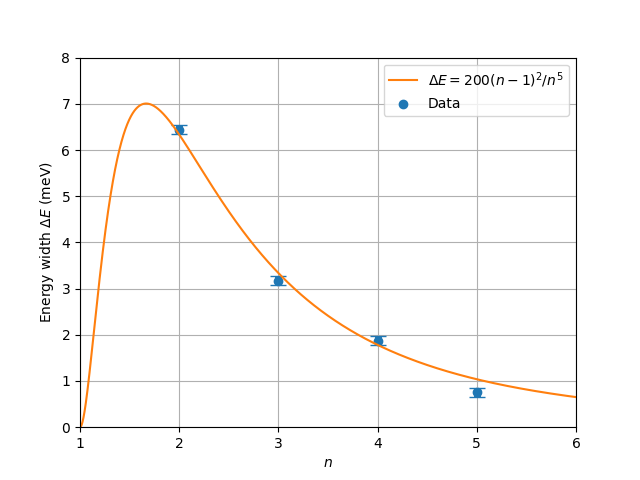 8
7
6
5
4
3
2
1
0
1 2 3 4 5 6
Energy width ΔE (meV)
n
ΔE = 200(n − 1)²/n⁵
Data